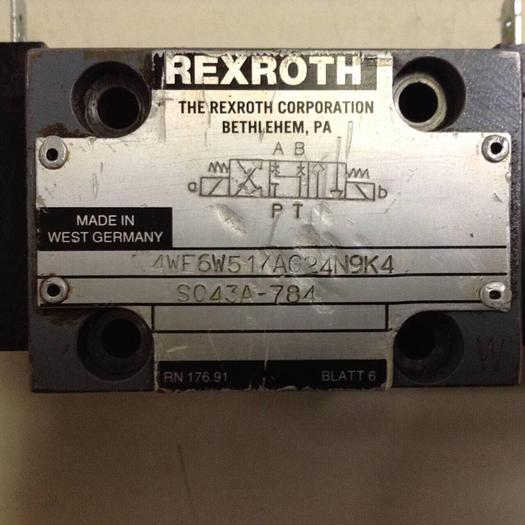 REXROTH
THE REXROTH CORPORATION
BETHLEHEM, PA
A B
a b
P T
MADE IN
WEST GERMANY
4WE6W51/AG24N9K4
SO43A-784
RN 176.91 BLATT 6
W